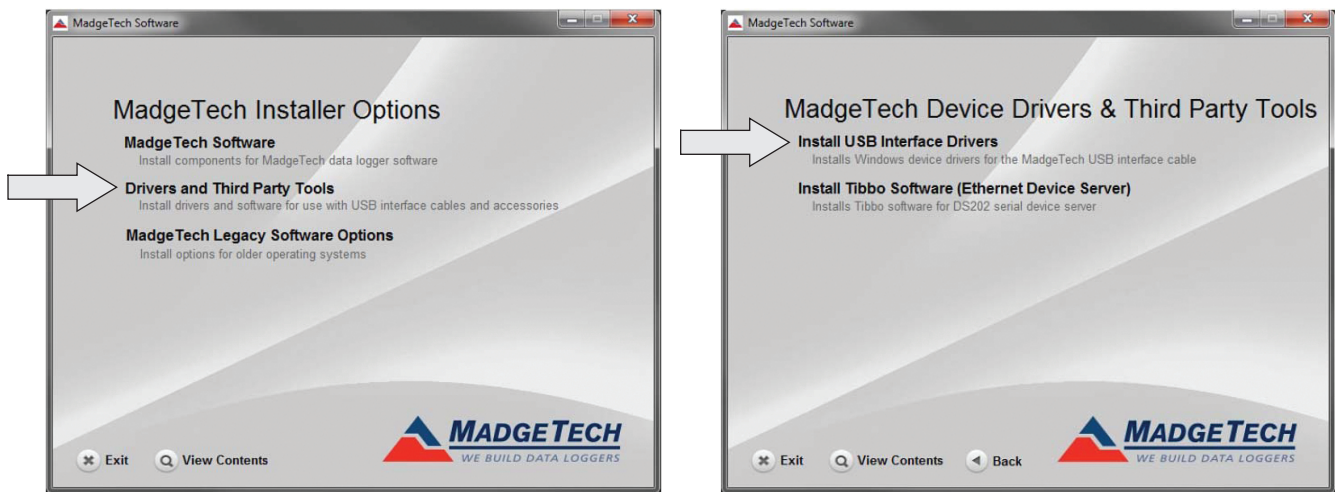 MadgeTech Software
MadgeTech Installer Options
MadgeTech Software
Install components for MadgeTech data logger software
Drivers and Third Party Tools
Install drivers and software for use with USB interface cables and accessories
MadgeTech Legacy Software Options
Install options for older operating systems
MADGETECH
WE BUILD DATA LOGGERS
Exit
View Contents
MadgeTech Software
MadgeTech Device Drivers & Third Party Tools
Install USB Interface Drivers
Installs Windows device drivers for the MadgeTech USB interface cable
Install Tibbo Software (Ethernet Device Server)
Installs Tibbo software for DS202 serial device server
MADGETECH
WE BUILD DATA LOGGERS
Exit
View Contents
Back